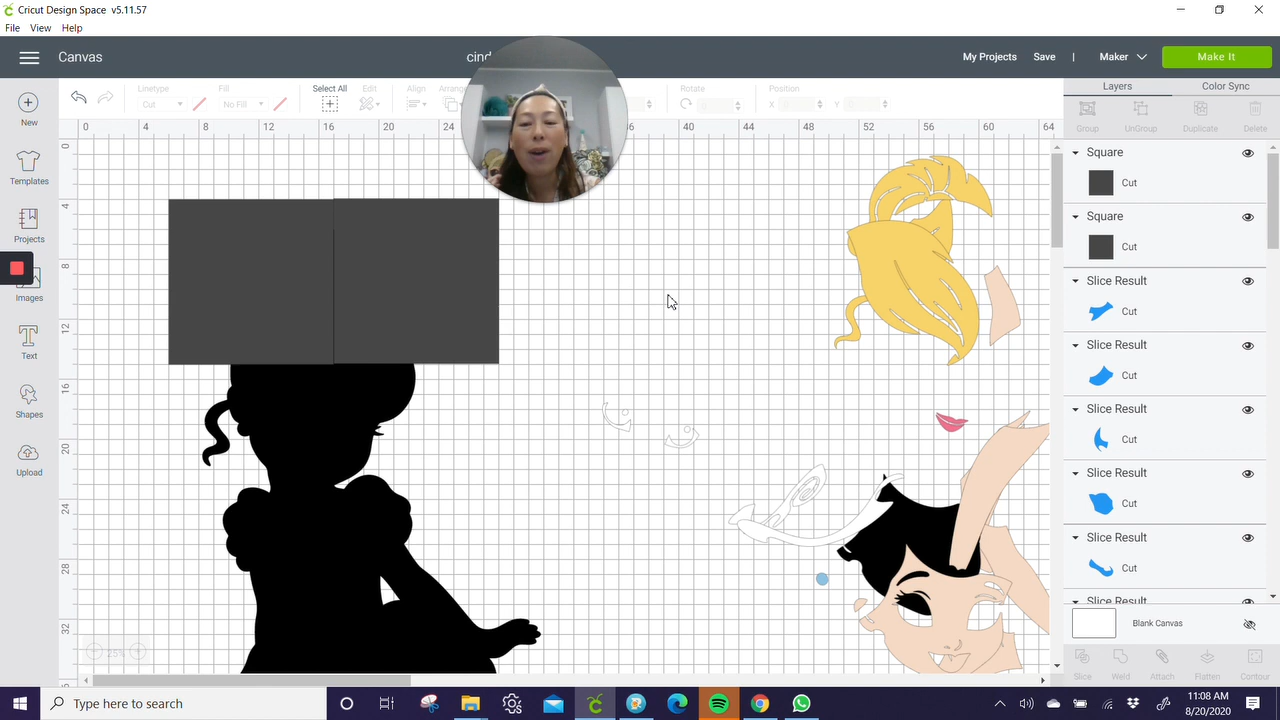 Cricut Design Space v5.11.57
File View Help
Canvas
cind
My Projects Save | Maker Make It
Linetype Fill Select All Edit Align Arrange Rotate Position
Cut No Fill X Y
Layers Color Sync
Group UnGroup Duplicate Delete
0 4 8 12 16 20 24 36 40 44 48 52 56 60 64
0
4
8
12
16
20
24
28
32
New
Templates
Projects
Images
Text
Shapes
Upload
25%
Square
Cut
Square
Cut
Slice Result
Cut
Slice Result
Cut
Slice Result
Cut
Slice Result
Cut
Slice Result
Cut
Slice Result
Blank Canvas
Slice Weld Attach Flatten Contour
Type here to search
11:08 AM
8/20/2020